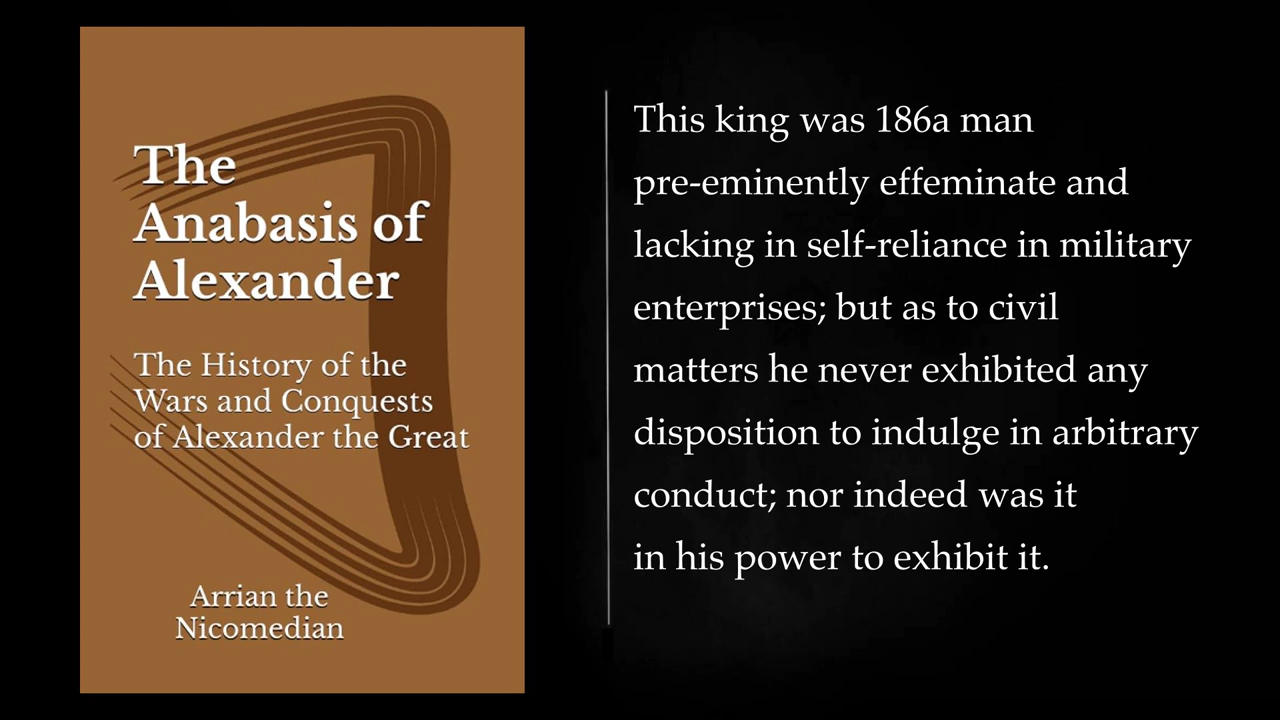 The
Anabasis of
Alexander
The History of the
Wars and Conquests
of Alexander the Great
Arrian the
Nicomedian
This king was 186a man
pre-eminently effeminate and
lacking in self-reliance in military
enterprises; but as to civil
matters he never exhibited any
disposition to indulge in arbitrary
conduct; nor indeed was it
in his power to exhibit it.